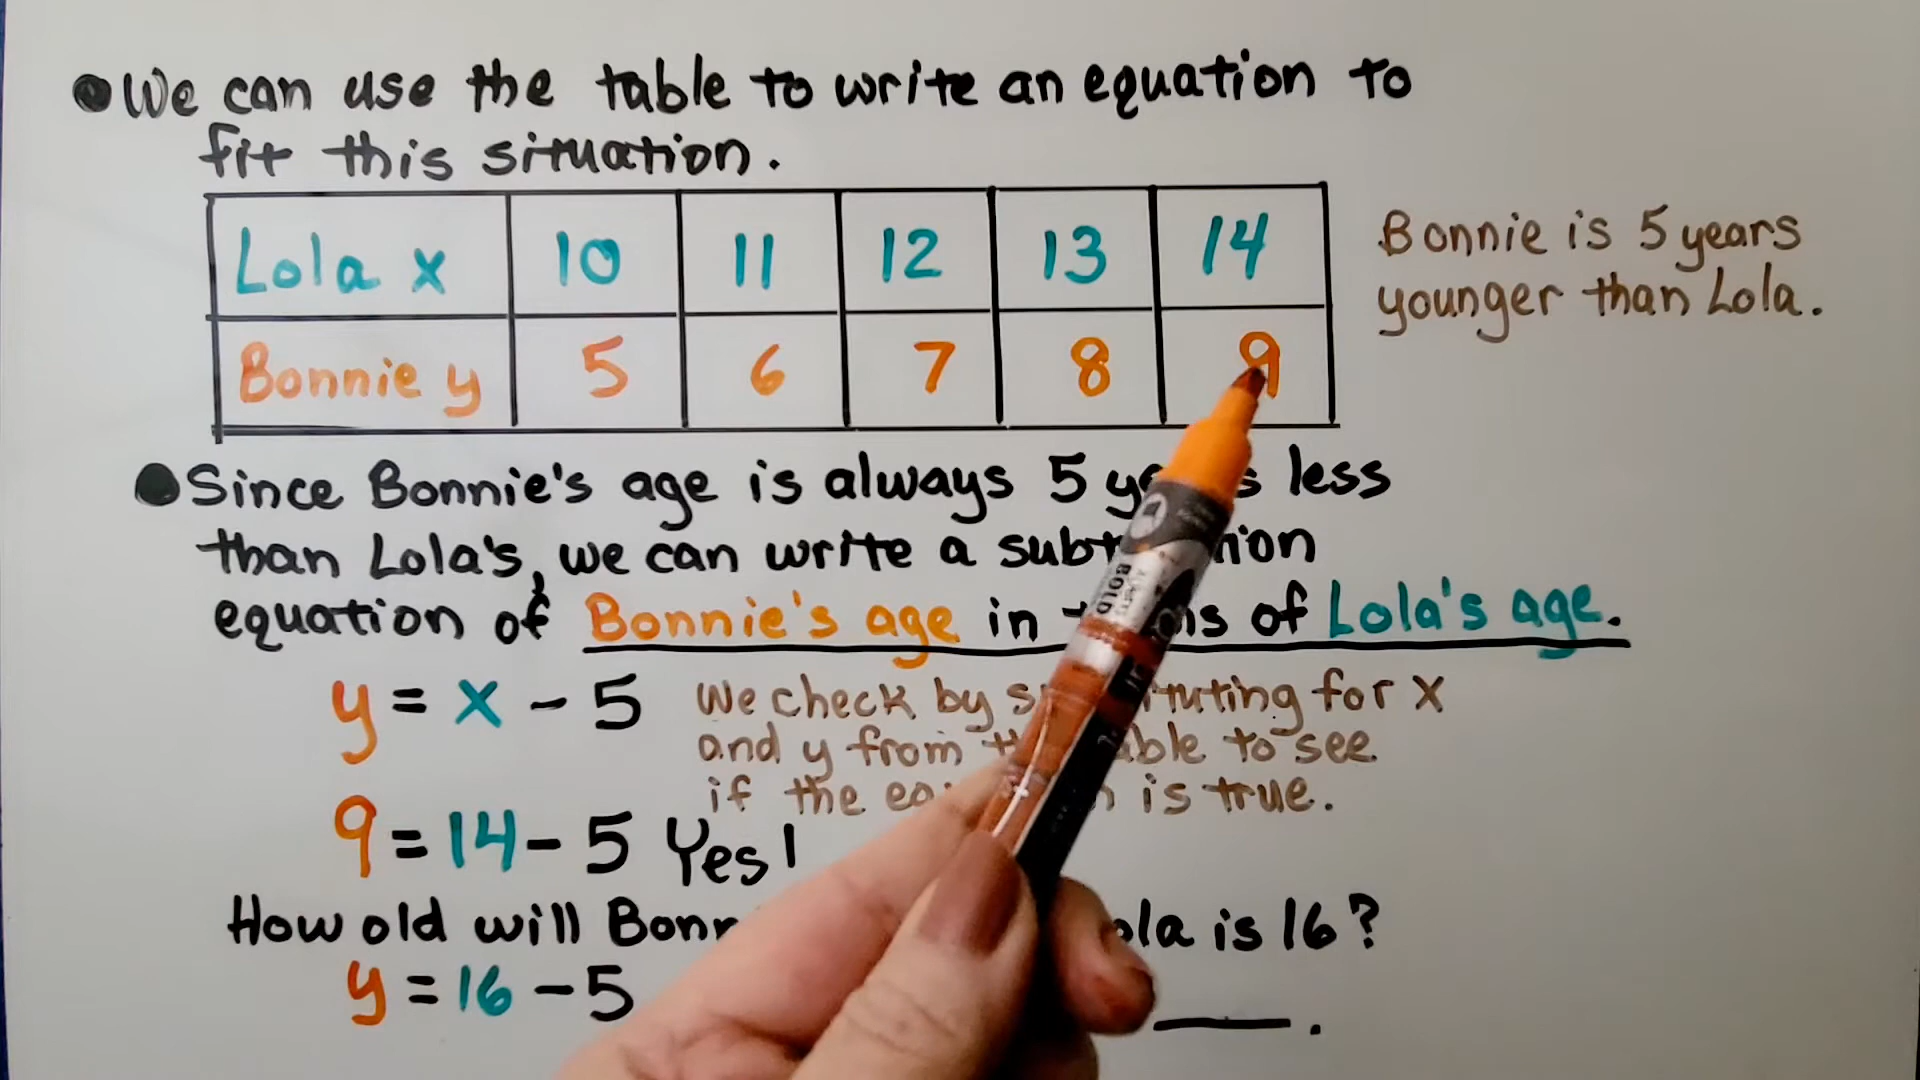 We can use the table to write an equation to
fit this situation.
Lola x 10 11 12 13 14
Bonnie y 5 6 7 8 9
Bonnie is 5 years
younger than Lola.
Since Bonnie's age is always 5 less
than Lola's, we can write a
equation of Bonnie's age in of Lola's age.
y = x - 5
We check by for x
and y from to see
if the is true.
9 = 14 - 5 Yes!
How old will is 16?
y = 16 - 5
____.
BOLD